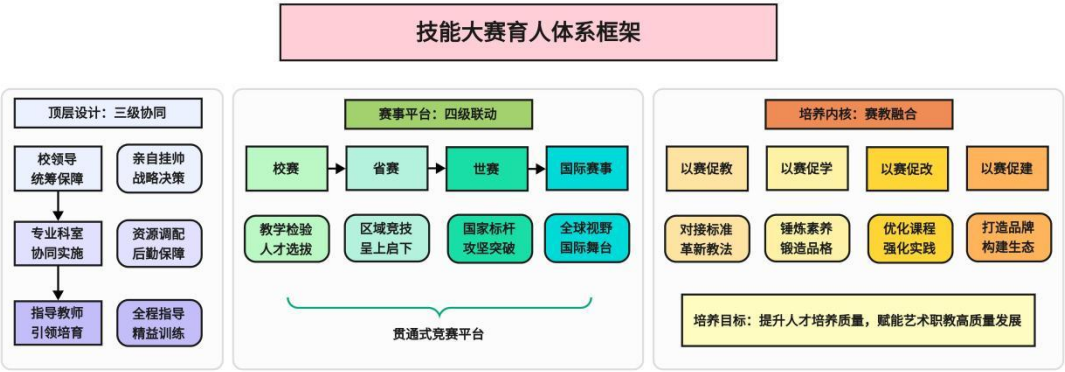 技能大赛育人体系框架
顶层设计：三级协同
校领导
统筹保障
亲自挂帅
战略决策
专业科室
协同实施
资源调配
后勤保障
指导教师
引领培育
全程指导
精益训练
赛事平台：四级联动
校赛
省赛
世赛
国际赛事
教学检验
人才选拔
区域竞技
呈上启下
国家标杆
攻坚突破
全球视野
国际舞台
贯通式竞赛平台
培养内核：赛教融合
以赛促教
以赛促学
以赛促改
以赛促建
对接标准
革新教法
锤炼素养
锻造品格
优化课程
强化实践
打造品牌
构建生态
培养目标：提升人才培养质量，赋能艺术职教高质量发展